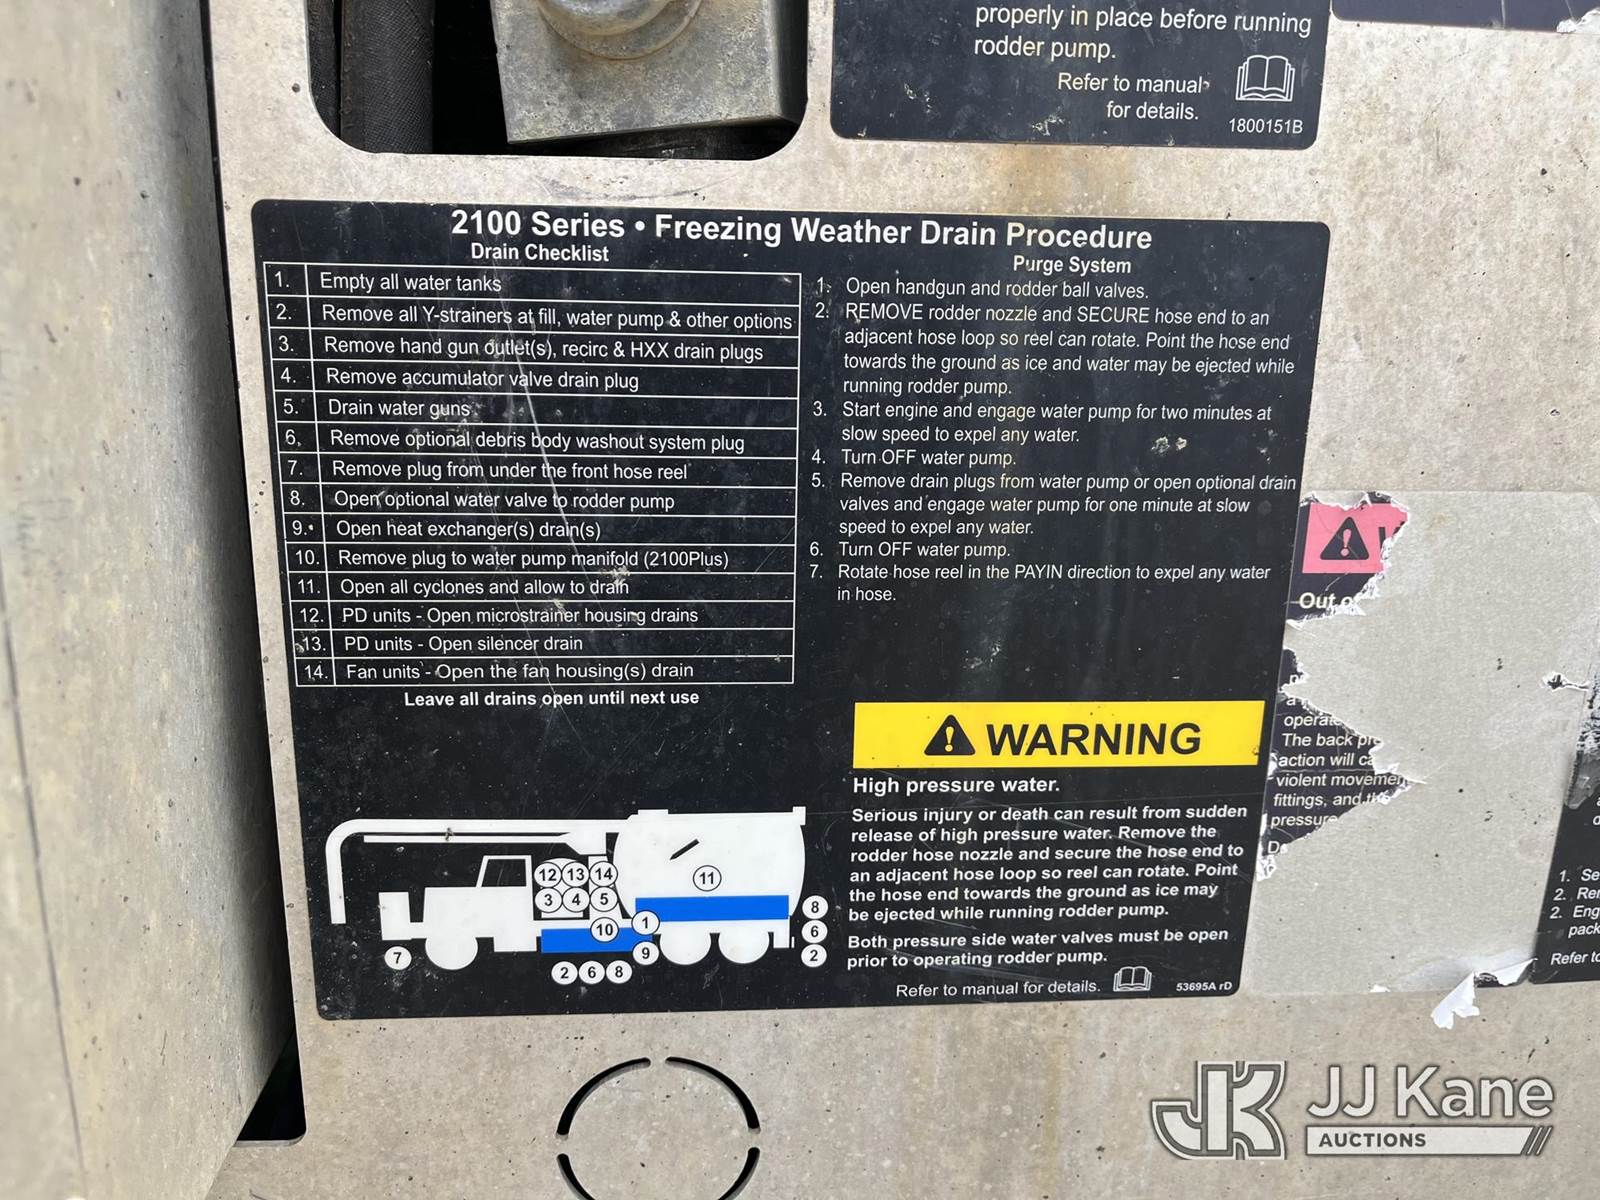 properly in place before running
rodder pump.
Refer to manual
for details.
1800151B
2100 Series • Freezing Weather Drain Procedure
Drain Checklist
1. Empty all water tanks
2. Remove all Y-strainers at fill, water pump & other options
3. Remove hand gun outlet(s), recirc & HXX drain plugs
4. Remove accumulator valve drain plug
5. Drain water guns
6. Remove optional debris body washout system plug
7. Remove plug from under the front hose reel
8. Open optional water valve to rodder pump
9. Open heat exchanger(s) drain(s)
10. Remove plug to water pump manifold (2100Plus)
11. Open all cyclones and allow to drain
12. PD units - Open microstrainer housing drains
13. PD units - Open silencer drain
14. Fan units - Open the fan housing(s) drain
Leave all drains open until next use
Purge System
1. Open handgun and rodder ball valves.
2. REMOVE rodder nozzle and SECURE hose end to an
adjacent hose loop so reel can rotate. Point the hose end
towards the ground as ice and water may be ejected while
running rodder pump.
3. Start engine and engage water pump for two minutes at
slow speed to expel any water.
4. Turn OFF water pump.
5. Remove drain plugs from water pump or open optional drain
valves and engage water pump for one minute at slow
speed to expel any water.
6. Turn OFF water pump.
7. Rotate hose reel in the PAYIN direction to expel any water
in hose.
WARNING
High pressure water.
Serious injury or death can result from sudden
release of high pressure water. Remove the
rodder hose nozzle and secure the hose end to
an adjacent hose loop so reel can rotate. Point
the hose end towards the ground as ice may
be ejected while running rodder pump.
Both pressure side water valves must be open
prior to operating rodder pump.
Refer to manual for details.
53695A rD
12 13 14
3 4 5
11
10
1
9
8
6
2
7
2 6 8
Out of
operate
The back pre
action will ca
violent movemen
fittings, and the
pressure
1. Se
2. Rem
2. Eng
pack
Refer to
JK JJ Kane
AUCTIONS